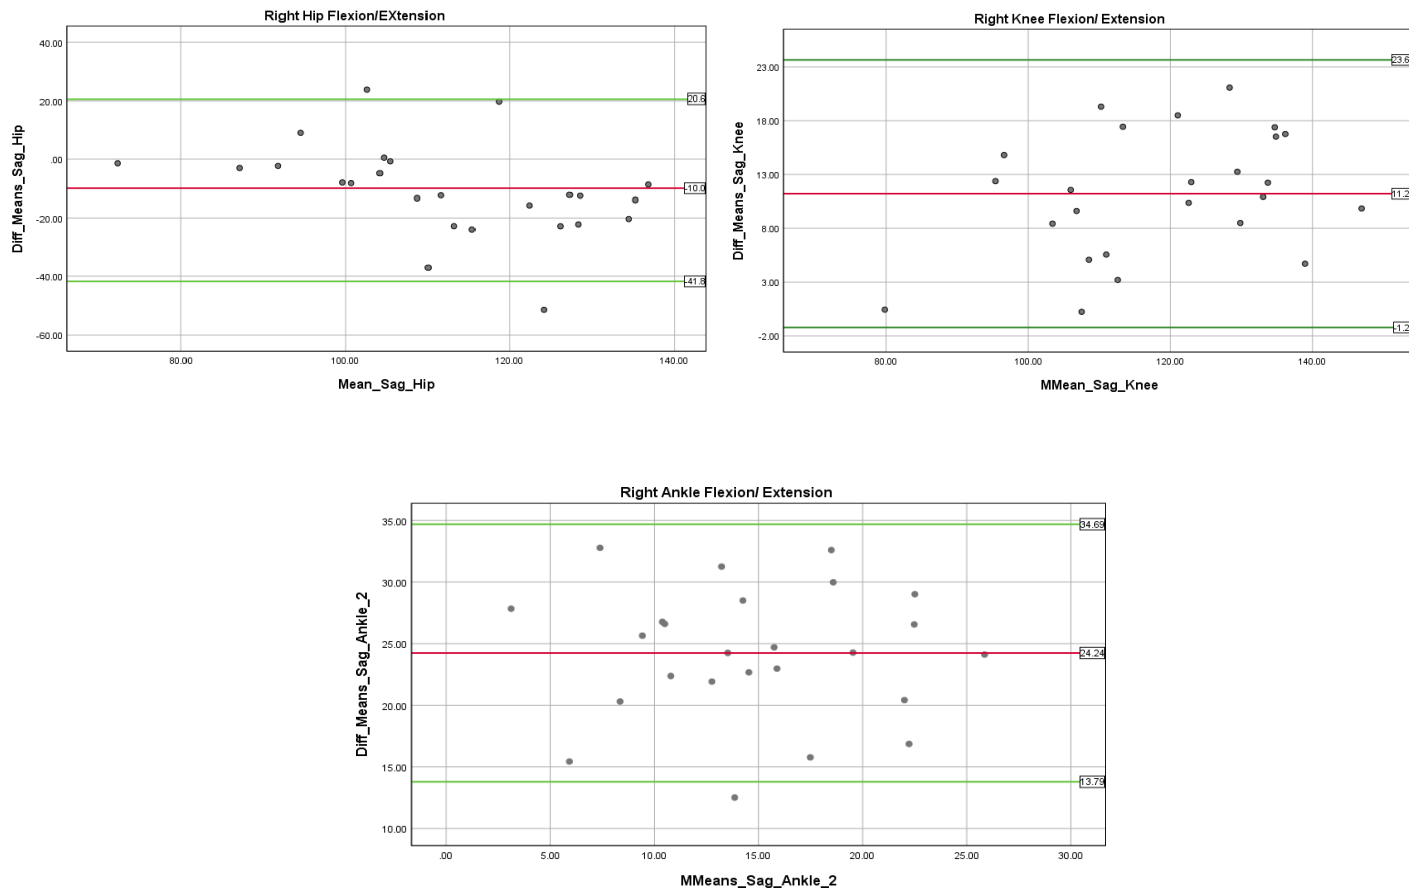 Right Hip Flexion/EXtension
40.00
20.00
.00
-20.00
-40.00
-60.00
Diff_Means_Sag_Hip
20.6
-10.0
-41.8
80.00 100.00 120.00 140.00
Mean_Sag_Hip
Right Knee Flexion/ Extension
23.00
18.00
13.00
8.00
3.00
-2.00
Diff_Means_Sag_Knee
23.6
11.2
-1.2
80.00 100.00 120.00 140.00
MMean_Sag_Knee
Right Ankle Flexion/ Extension
35.00
30.00
25.00
20.00
15.00
10.00
Diff_Means_Sag_Ankle_2
34.69
24.24
13.79
.00 5.00 10.00 15.00 20.00 25.00 30.00
MMeans_Sag_Ankle_2